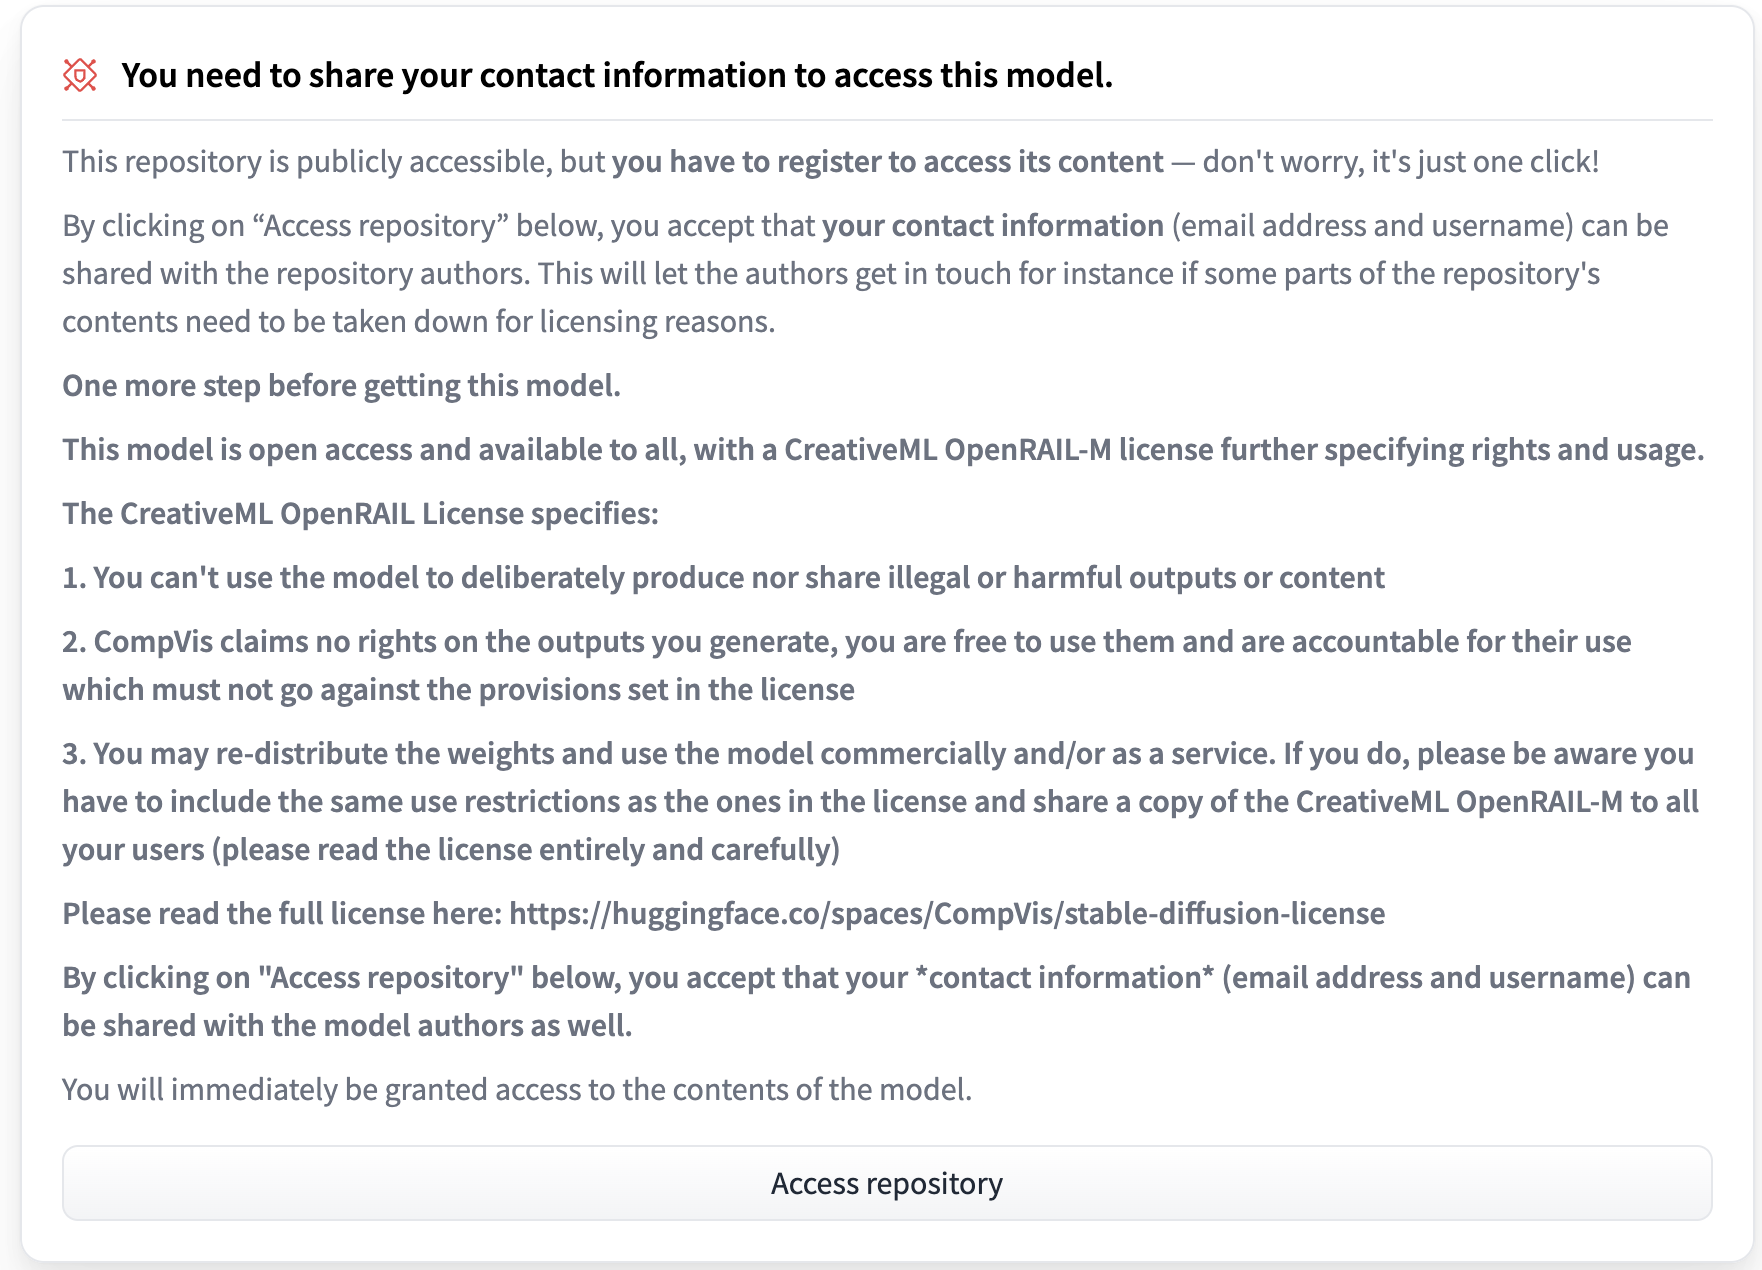 You need to share your contact information to access this model.
This repository is publicly accessible, but you have to register to access its content — don't worry, it's just one click!
By clicking on “Access repository” below, you accept that your contact information (email address and username) can be
shared with the repository authors. This will let the authors get in touch for instance if some parts of the repository's
contents need to be taken down for licensing reasons.
One more step before getting this model.
This model is open access and available to all, with a CreativeML OpenRAIL-M license further specifying rights and usage.
The CreativeML OpenRAIL License specifies:
1. You can't use the model to deliberately produce nor share illegal or harmful outputs or content
2. CompVis claims no rights on the outputs you generate, you are free to use them and are accountable for their use
which must not go against the provisions set in the license
3. You may re-distribute the weights and use the model commercially and/or as a service. If you do, please be aware you
have to include the same use restrictions as the ones in the license and share a copy of the CreativeML OpenRAIL-M to all
your users (please read the license entirely and carefully)
Please read the full license here: https://huggingface.co/spaces/CompVis/stable-diffusion-license
By clicking on "Access repository" below, you accept that your *contact information* (email address and username) can
be shared with the model authors as well.
You will immediately be granted access to the contents of the model.
Access repository